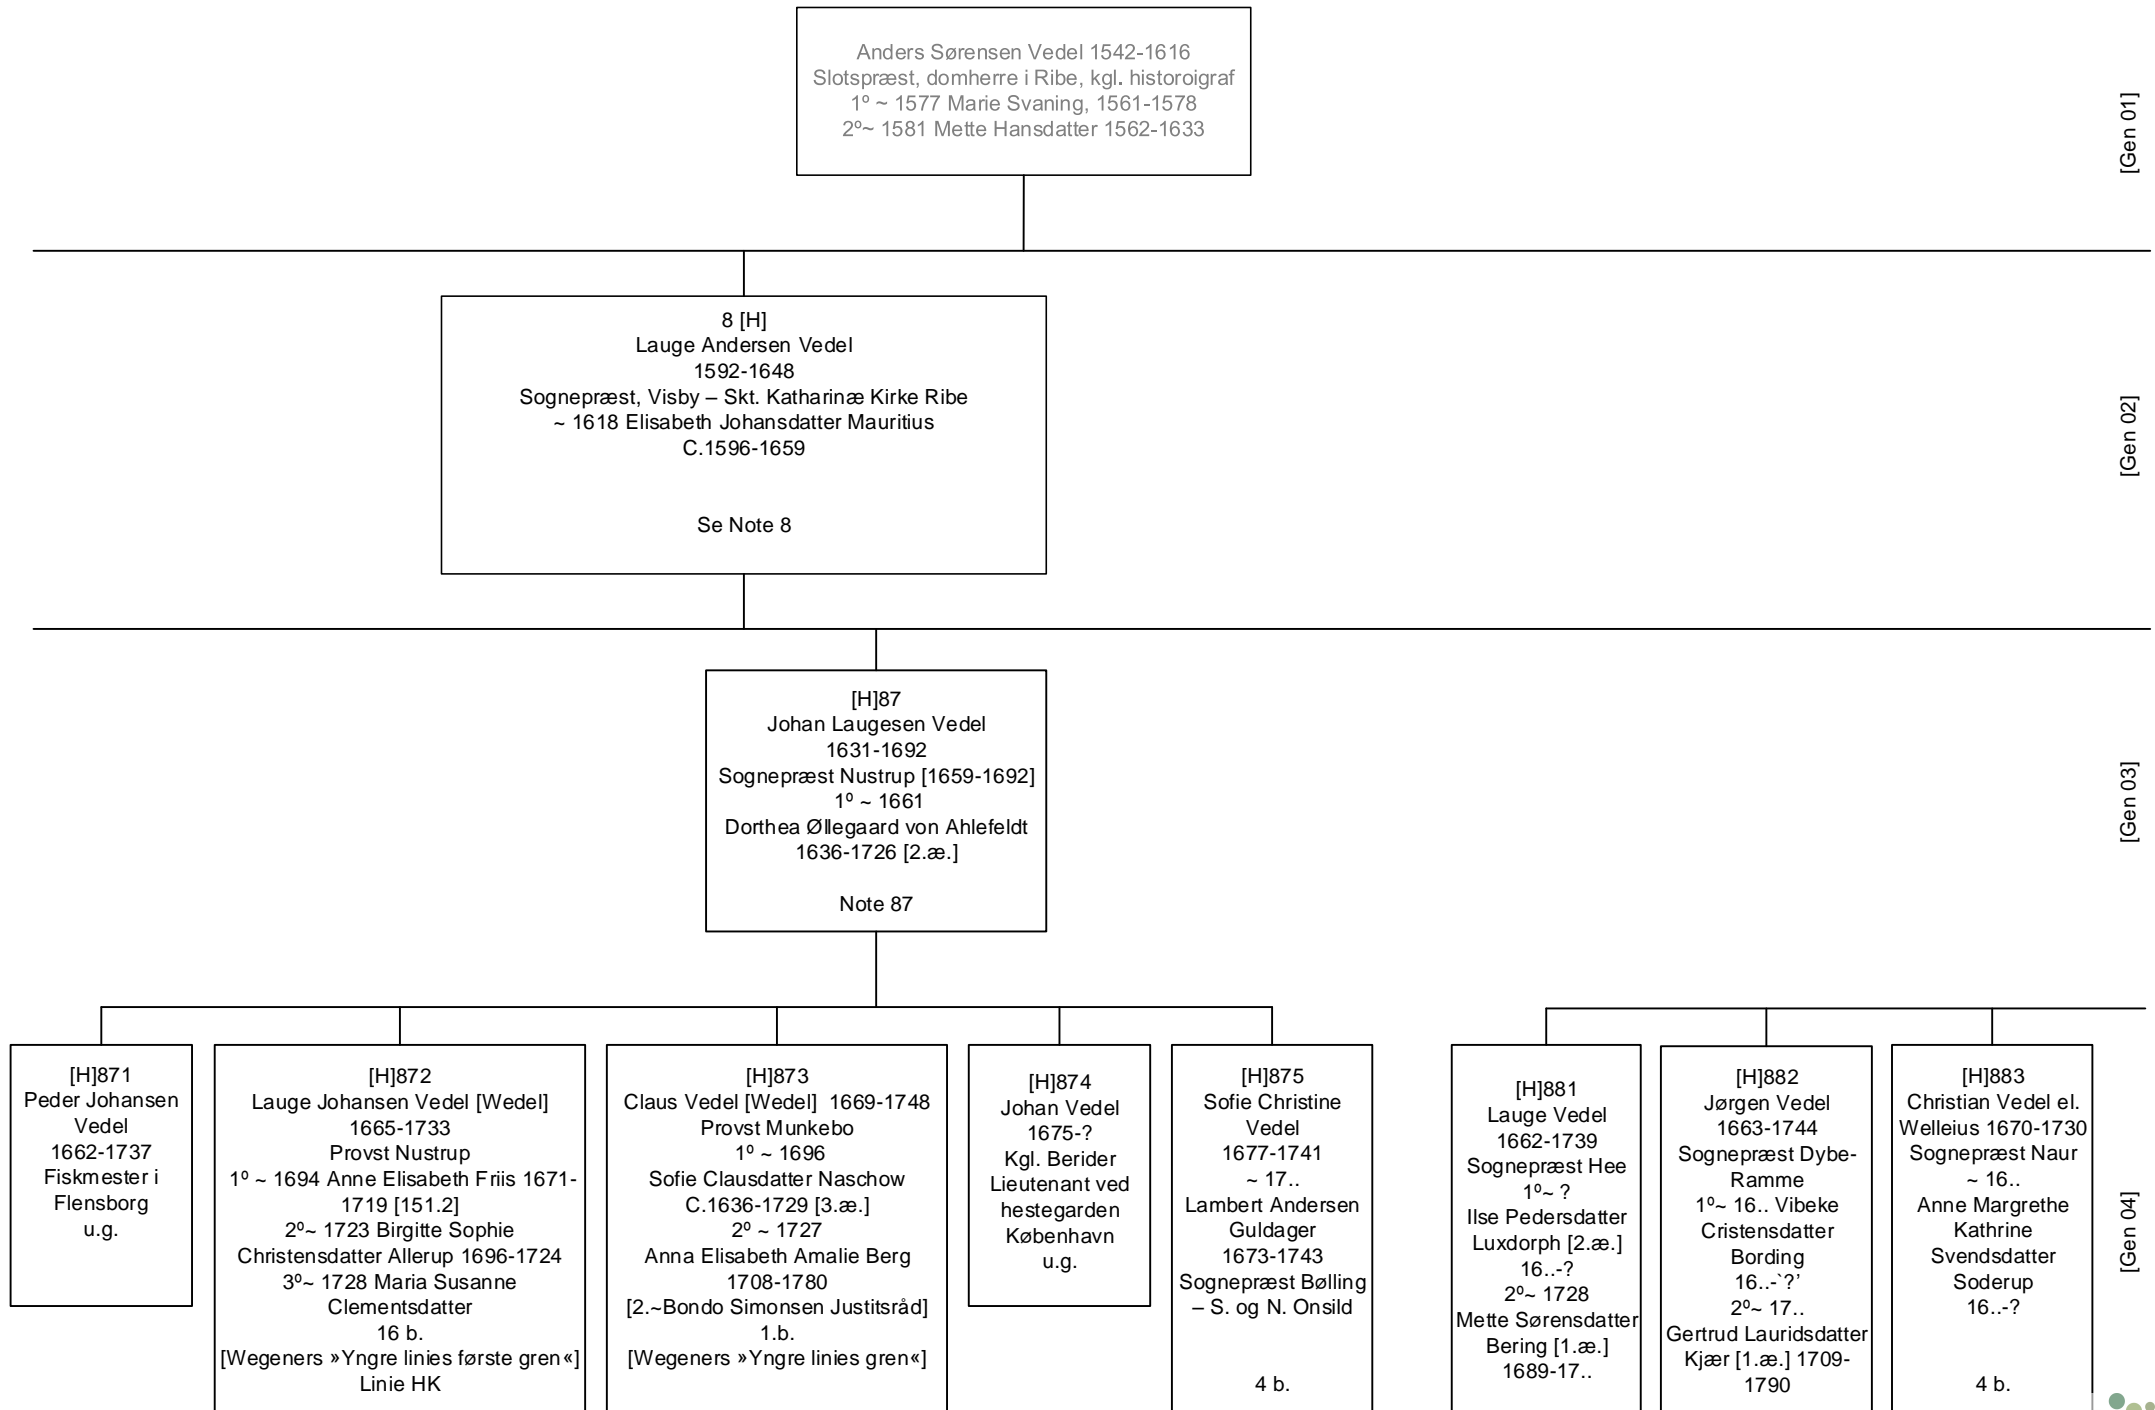 Anders Sørensen Vedel 1542-1616
Slotspræst, domherre i Ribe, kgl. historoigraf
1º ~ 1577 Marie Svaning, 1561-1578
2º~ 1581 Mette Hansdatter 1562-1633
[Gen 01]
8 [H]
Lauge Andersen Vedel
1592-1648
Sognepræst, Visby – Skt. Katharinæ Kirke Ribe
~ 1618 Elisabeth Johansdatter Mauritius
C.1596-1659
Se Note 8
[Gen 02]
[H]87
Johan Laugesen Vedel
1631-1692
Sognepræst Nustrup [1659-1692]
1º ~ 1661
Dorthea Øllegaard von Ahlefeldt
1636-1726 [2.æ.]
Note 87
[Gen 03]
[H]871
Peder Johansen
Vedel
1662-1737
Fiskmester i
Flensborg
u.g.
[H]872
Lauge Johansen Vedel [Wedel]
1665-1733
Provst Nustrup
1º ~ 1694 Anne Elisabeth Friis 1671-
1719 [151.2]
2º~ 1723 Birgitte Sophie
Christensdatter Allerup 1696-1724
3º~ 1728 Maria Susanne
Clementsdatter
16 b.
[Wegeners »Yngre linies første gren«]
Linie HK
[H]873
Claus Vedel [Wedel] 1669-1748
Provst Munkebo
1º ~ 1696
Sofie Clausdatter Naschow
C.1636-1729 [3.æ.]
2º ~ 1727
Anna Elisabeth Amalie Berg
1708-1780
[2.~Bondo Simonsen Justitsråd]
1.b.
[Wegeners »Yngre linies gren«]
[H]874
Johan Vedel
1675-?
Kgl. Berider
Lieutenant ved
hestegarden
København
u.g.
[H]875
Sofie Christine
Vedel
1677-1741
~ 17..
Lambert Andersen
Guldager
1673-1743
Sognepræst Bølling
– S. og N. Onsild
4 b.
[H]881
Lauge Vedel
1662-1739
Sognepræst Hee
1º~ ?
Ilse Pedersdatter
Luxdorph [2.æ.]
16..-?
2º~ 1728
Mette Sørensdatter
Bering [1.æ.]
1689-17..
[H]882
Jørgen Vedel
1663-1744
Sognepræst Dybe-
Ramme
1º~ 16.. Vibeke
Cristensdatter
Bording
16..-`?’
2º~ 17..
Gertrud Lauridsdatter
Kjær [1.æ.] 1709-
1790
[H]883
Christian Vedel el.
Welleius 1670-1730
Sognepræst Naur
~ 16..
Anne Margrethe
Kathrine
Svendsdatter
Soderup
16..-?
4 b.
[Gen 04]